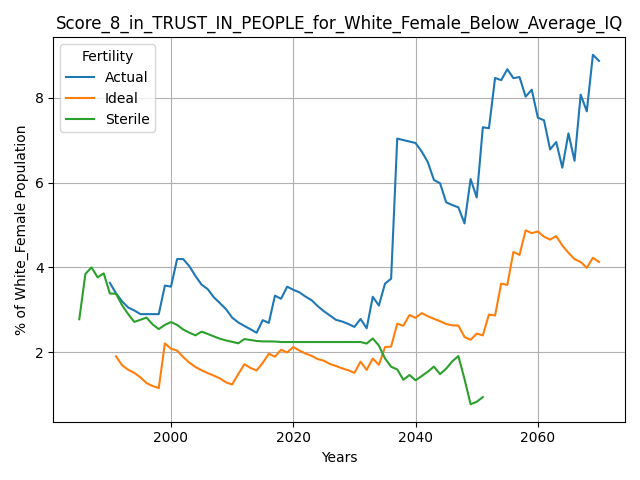 Score_8_in_TRUST_IN_PEOPLE_for_White_Female_Below_Average_IQ
Fertility
Actual
Ideal
Sterile
% of White_Female Population
8
6
4
2
2000 2020 2040 2060
Years